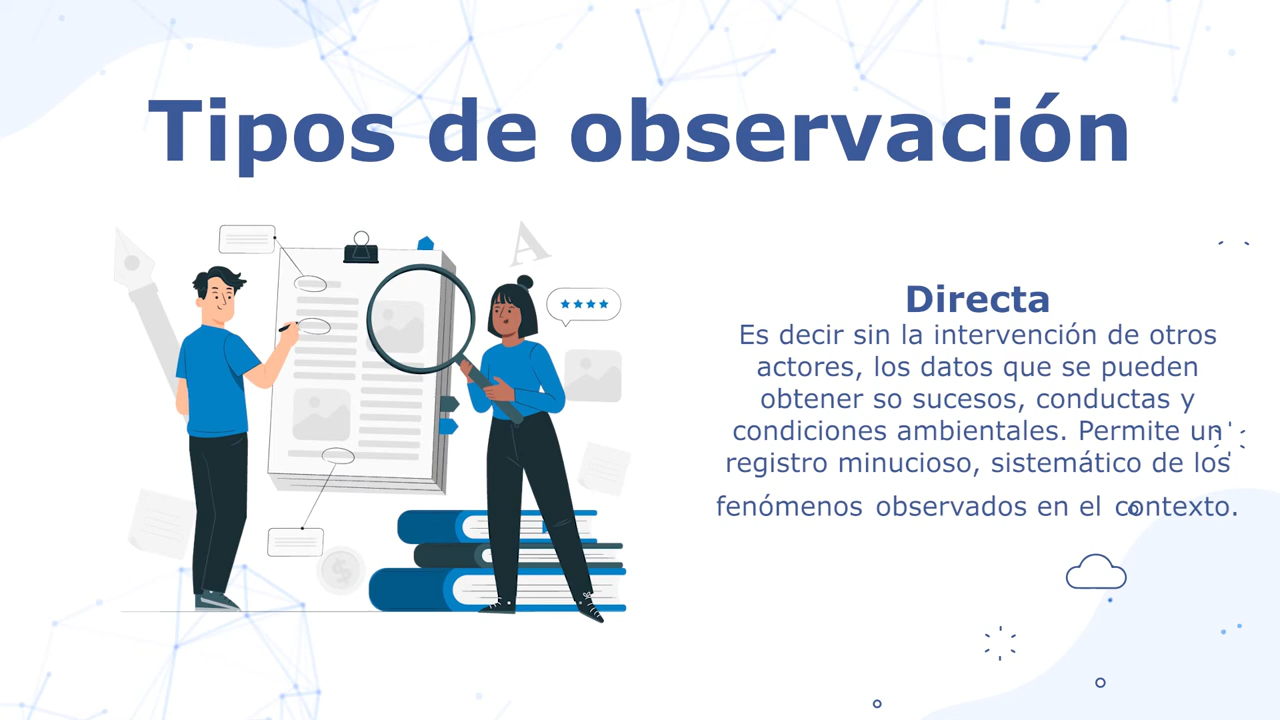 Tipos de observación
A
Directa
Es decir sin la intervención de otros
actores, los datos que se pueden
obtener so sucesos, conductas y
condiciones ambientales. Permite un
registro minucioso, sistemático de los
fenómenos observados en el contexto.
$